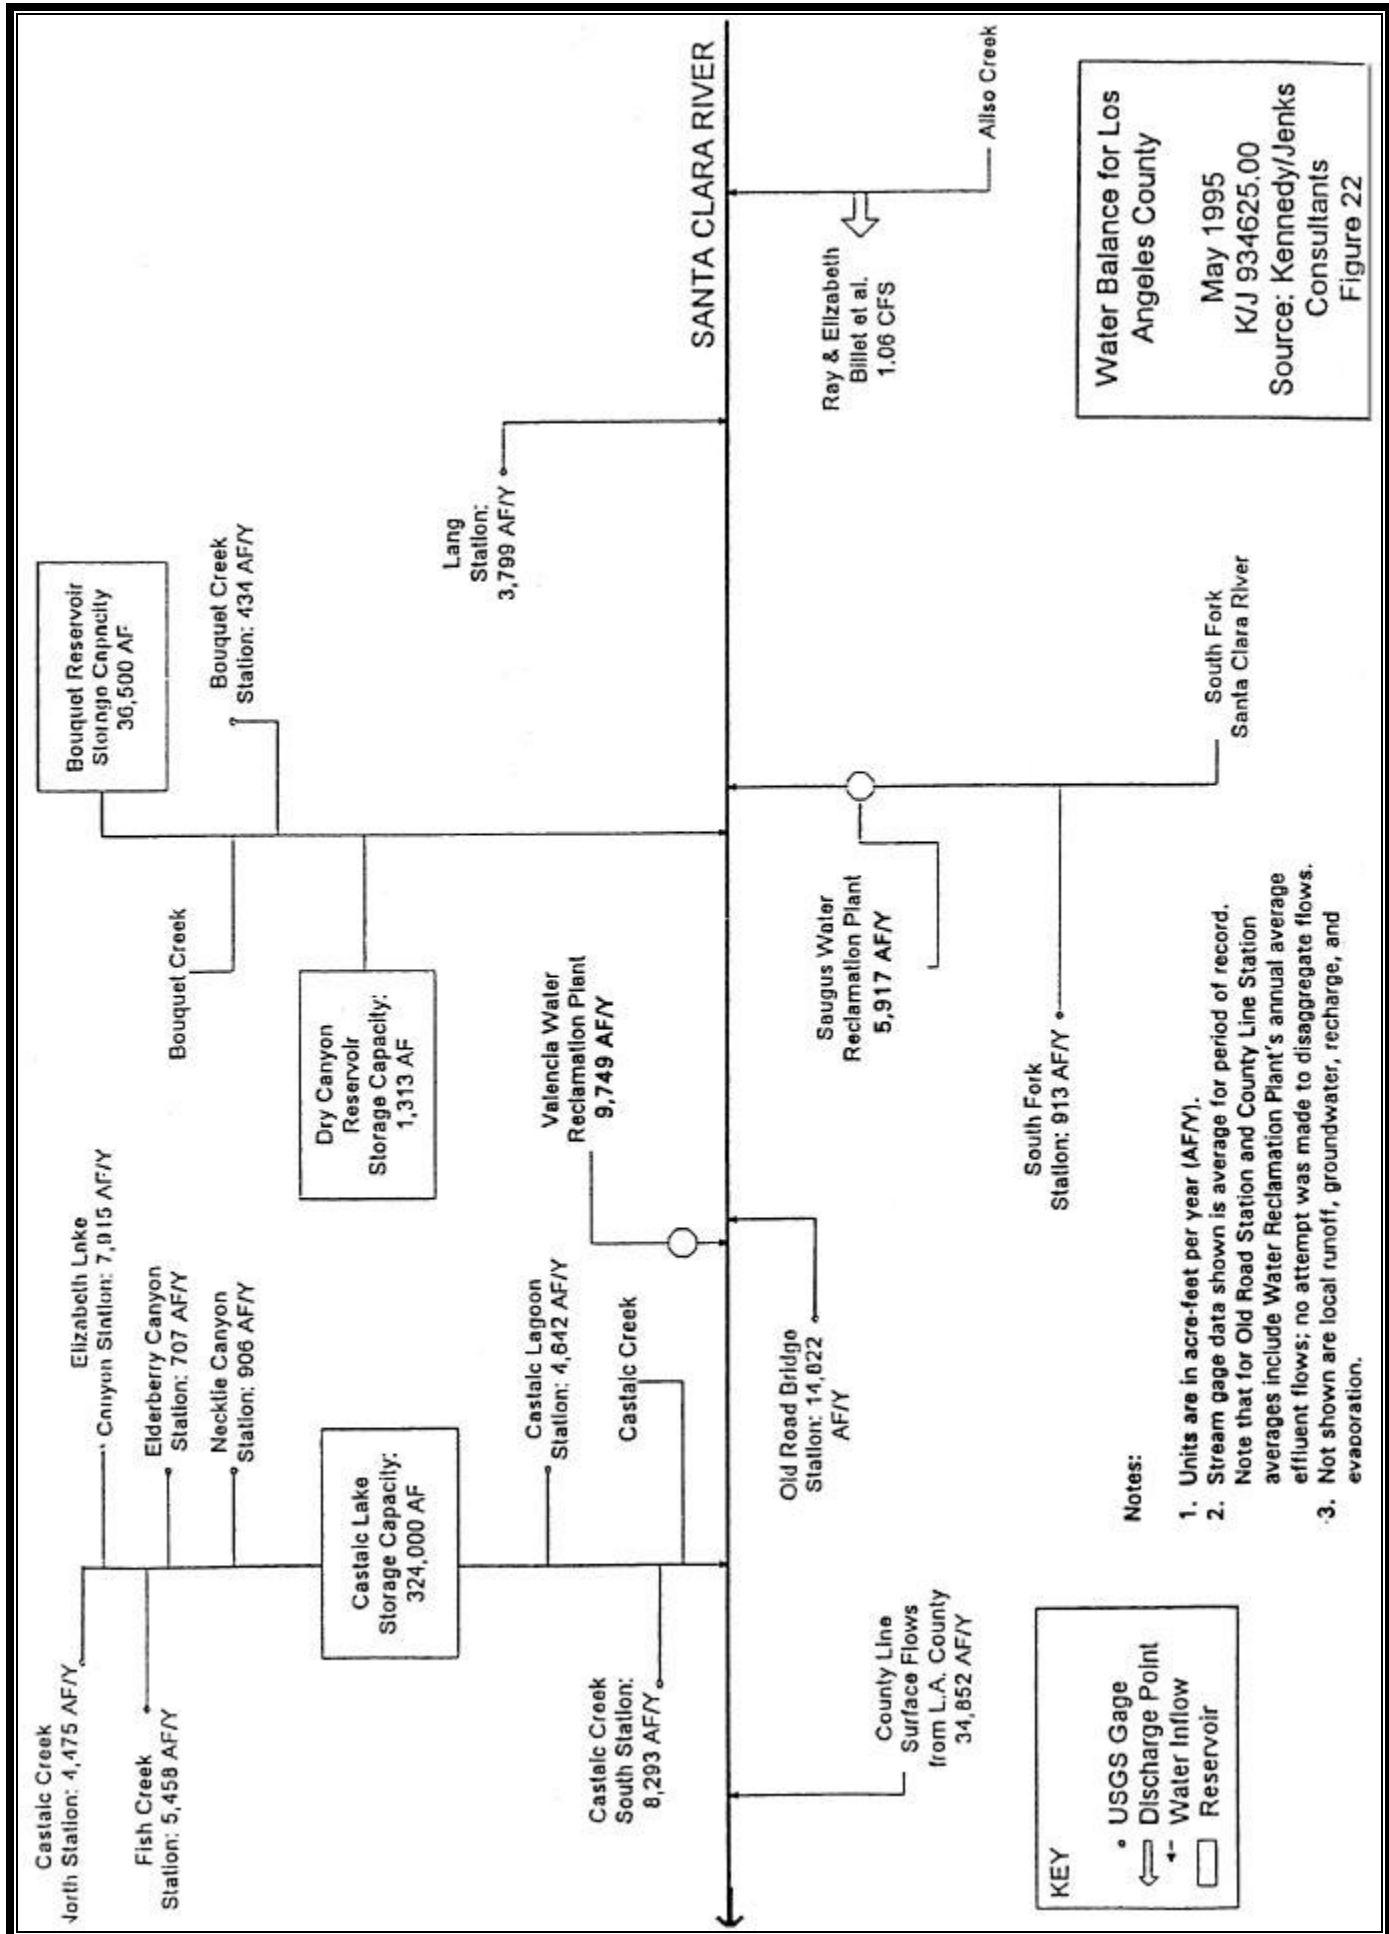 Castaic Creek
North Station: 4,475 AF/Y
Fish Creek
Station: 5,458 AF/Y
Elizabeth Lake
Canyon Station: 7,915 AF/Y
Elderberry Canyon
Station: 707 AF/Y
Necktie Canyon
Station: 906 AF/Y
Castaic Lake
Storage Capacity:
324,000 AF
Castaic Lagoon
Station: 4,642 AF/Y
Castaic Creek
South Station:
8,293 AF/Y
Castaic Creek
Valencia Water
Reclamation Plant
9,749 AF/Y
Bouquet Reservoir
Storage Capacity
36,500 AF
Bouquet Creek
Bouquet Creek
Station: 434 AF/Y
Dry Canyon
Reservoir
Storage Capacity:
1,313 AF
Lang
Station:
3,799 AF/Y
SANTA CLARA RIVER
County Line
Surface Flows
from L.A. County
34,852 AF/Y
Old Road Bridge
Station: 14,822
AF/Y
Saugus Water
Reclamation Plant
5,917 AF/Y
South Fork
Station: 913 AF/Y
South Fork
Santa Clara River
Ray & Elizabeth
Billet et al.
1.06 CFS
Aliso Creek
KEY
USGS Gage
Discharge Point
Water Inflow
Reservoir
Notes:
1. Units are in acre-feet per year (AF/Y).
2. Stream gage data shown is average for period of record.
Note that for Old Road Station and County Line Station
averages include Water Reclamation Plant's annual average
effluent flows; no attempt was made to disaggregate flows.
3. Not shown are local runoff, groundwater, recharge, and
evaporation.
Water Balance for Los
Angeles County
May 1995
K/J 934625.00
Source: Kennedy/Jenks
Consultants
Figure 22